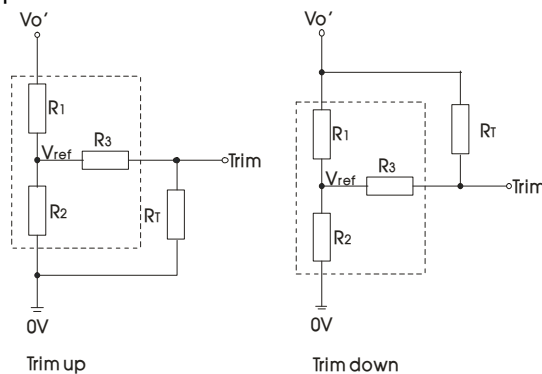 Vo'
R1
Vref
R3
Trim
R2
RT
0V
Trim up
Vo'
R1
RT
R3
Vref
Trim
R2
0V
Trim down